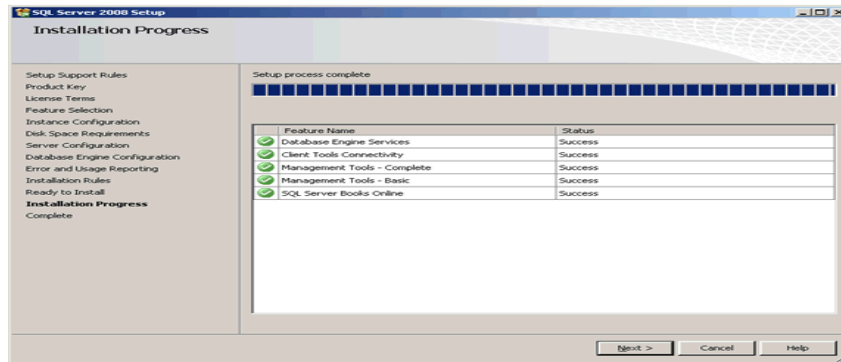 SQL Server 2008 Setup
Installation Progress
Setup Support Rules
Product Key
License Terms
Feature Selection
Instance Configuration
Disk Space Requirements
Server Configuration
Database Engine Configuration
Error and Usage Reporting
Installation Rules
Ready to Install
Installation Progress
Complete
Setup process complete
Feature Name Status
Database Engine Services Success
Client Tools Connectivity Success
Management Tools - Complete Success
Management Tools - Basic Success
SQL Server Books Online Success
Next > Cancel Help